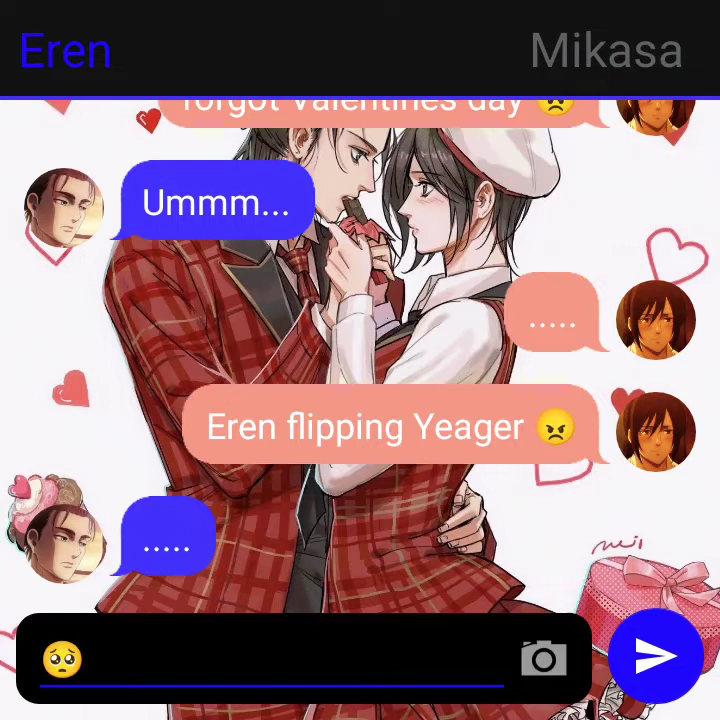 Eren
Mikasa
forgot Valentines day 😠
Ummm...
.....
Eren flipping Yeager 😠
.....
🥺